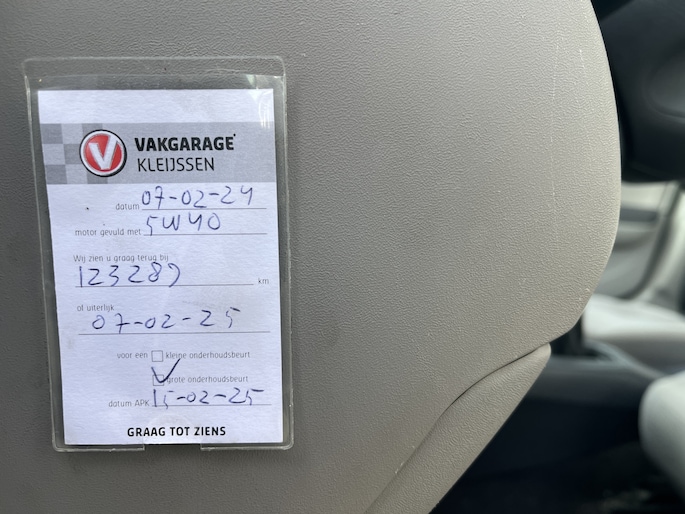 VAKGARAGE
KLEIJSSEN
datum 07-02-24
motor gevuld met 5W40
Wij zien u graag terug bij
123289 km
of uiterlijk
07-02-25
voor een kleine onderhoudsbeurt
grote onderhoudsbeurt
datum APK 15-02-25
GRAAG TOT ZIENS